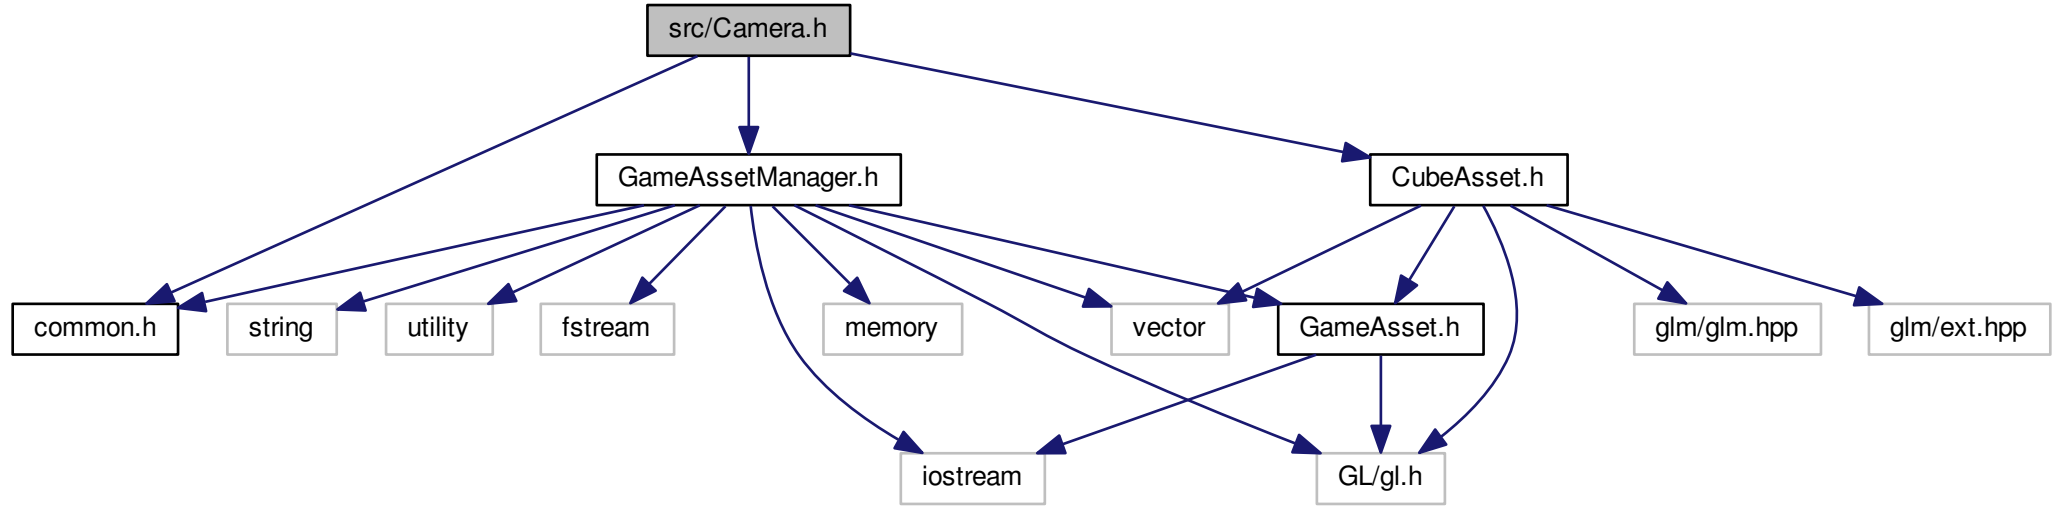 src/Camera.h
GameAssetManager.h
CubeAsset.h
common.h
string
utility
fstream
memory
vector
GameAsset.h
glm/glm.hpp
glm/ext.hpp
iostream
GL/gl.h